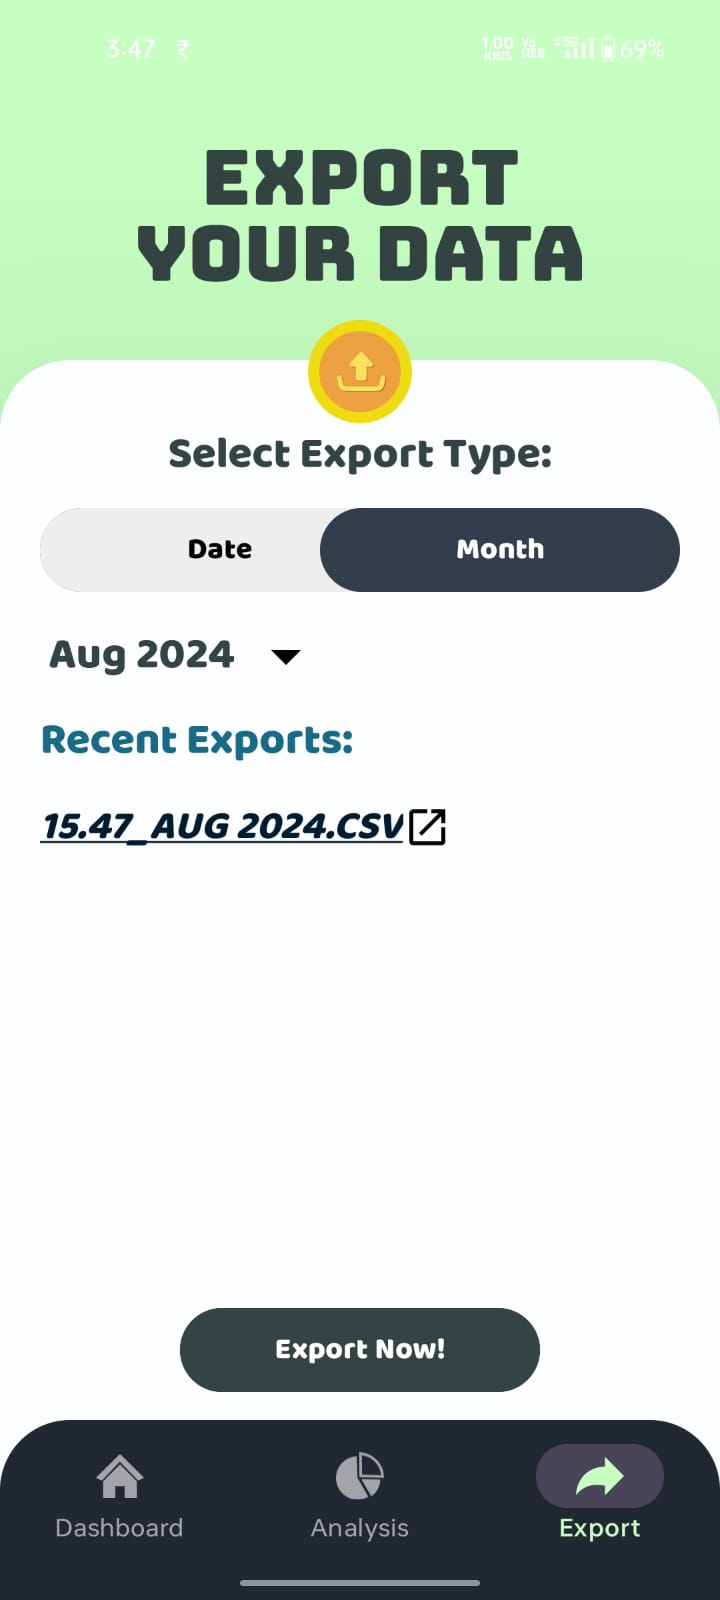 3:47 ₹ 1.00 KB/S Vo LTE 5G 69%
EXPORT
YOUR DATA
Select Export Type:
Date Month
Aug 2024
Recent Exports:
15.47_AUG 2024.CSV
Export Now!
Dashboard Analysis Export